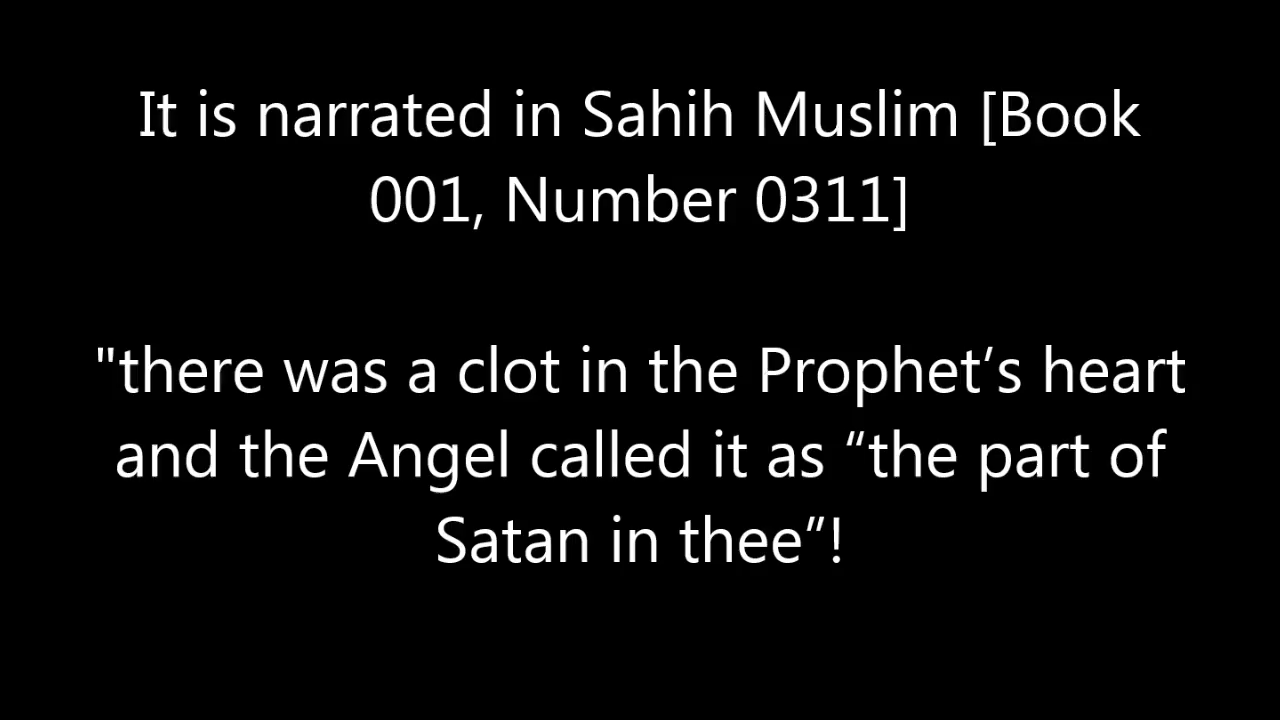 It is narrated in Sahih Muslim [Book
001, Number 0311]
"there was a clot in the Prophet’s heart
and the Angel called it as “the part of
Satan in thee”!